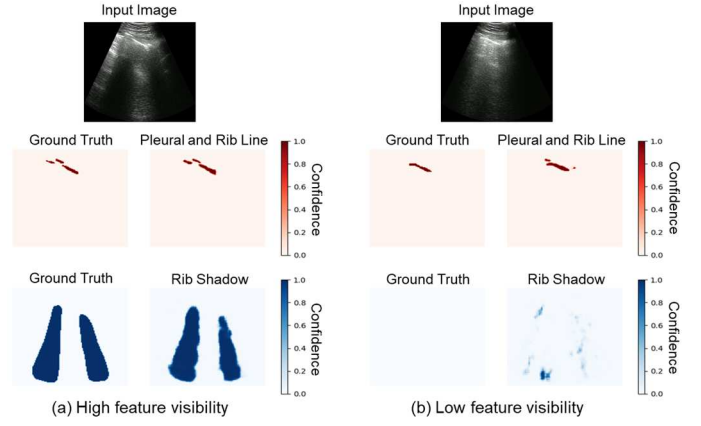 Input Image
Input Image
Ground Truth Pleural and Rib Line
1.0
0.8
0.6
0.4
0.2
0.0
Confidence
Ground Truth Pleural and Rib Line
1.0
0.8
0.6
0.4
0.2
0.0
Confidence
Ground Truth Rib Shadow
1.0
0.8
0.6
0.4
0.2
0.0
Confidence
Ground Truth Rib Shadow
1.0
0.8
0.6
0.4
0.2
0.0
Confidence
(a) High feature visibility
(b) Low feature visibility